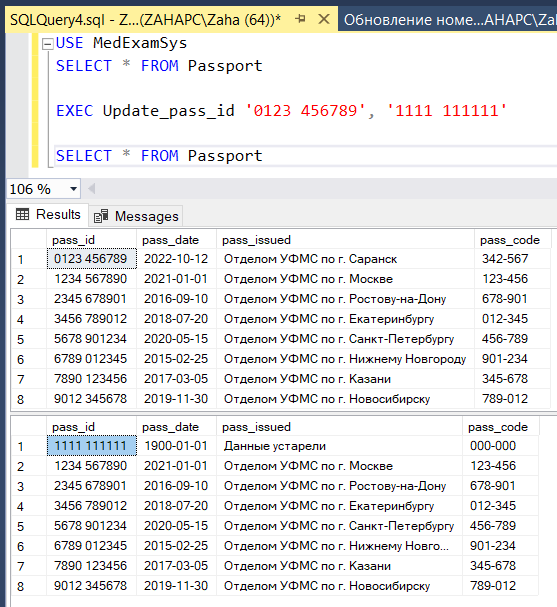 SQLQuery4.sql - Z...(ZAHAPC\Zaha (64))* Обновление номе...AHAPC\Zah
USE MedExamSys
SELECT * FROM Passport
EXEC Update_pass_id '0123 456789', '1111 111111'
SELECT * FROM Passport
106 %
Results Messages
pass_id pass_date pass_issued pass_code
1 0123 456789 2022-10-12 Отделом УФМС по г. Саранск 342-567
2 1234 567890 2021-01-01 Отделом УФМС по г. Москве 123-456
3 2345 678901 2016-09-10 Отделом УФМС по г. Ростову-на-Дону 678-901
4 3456 789012 2018-07-20 Отделом УФМС по г. Екатеринбургу 012-345
5 5678 901234 2020-05-15 Отделом УФМС по г. Санкт-Петербургу 456-789
6 6789 012345 2015-02-25 Отделом УФМС по г. Нижнему Новгороду 901-234
7 7890 123456 2017-03-05 Отделом УФМС по г. Казани 345-678
8 9012 345678 2019-11-30 Отделом УФМС по г. Новосибирску 789-012
pass_id pass_date pass_issued pass_code
1 1111 111111 1900-01-01 Данные устарели 000-000
2 1234 567890 2021-01-01 Отделом УФМС по г. Москве 123-456
3 2345 678901 2016-09-10 Отделом УФМС по г. Ростову-на-Дону 678-901
4 3456 789012 2018-07-20 Отделом УФМС по г. Екатеринбургу 012-345
5 5678 901234 2020-05-15 Отделом УФМС по г. Санкт-Петербургу 456-789
6 6789 012345 2015-02-25 Отделом УФМС по г. Нижнему Новго... 901-234
7 7890 123456 2017-03-05 Отделом УФМС по г. Казани 345-678
8 9012 345678 2019-11-30 Отделом УФМС по г. Новосибирску 789-012